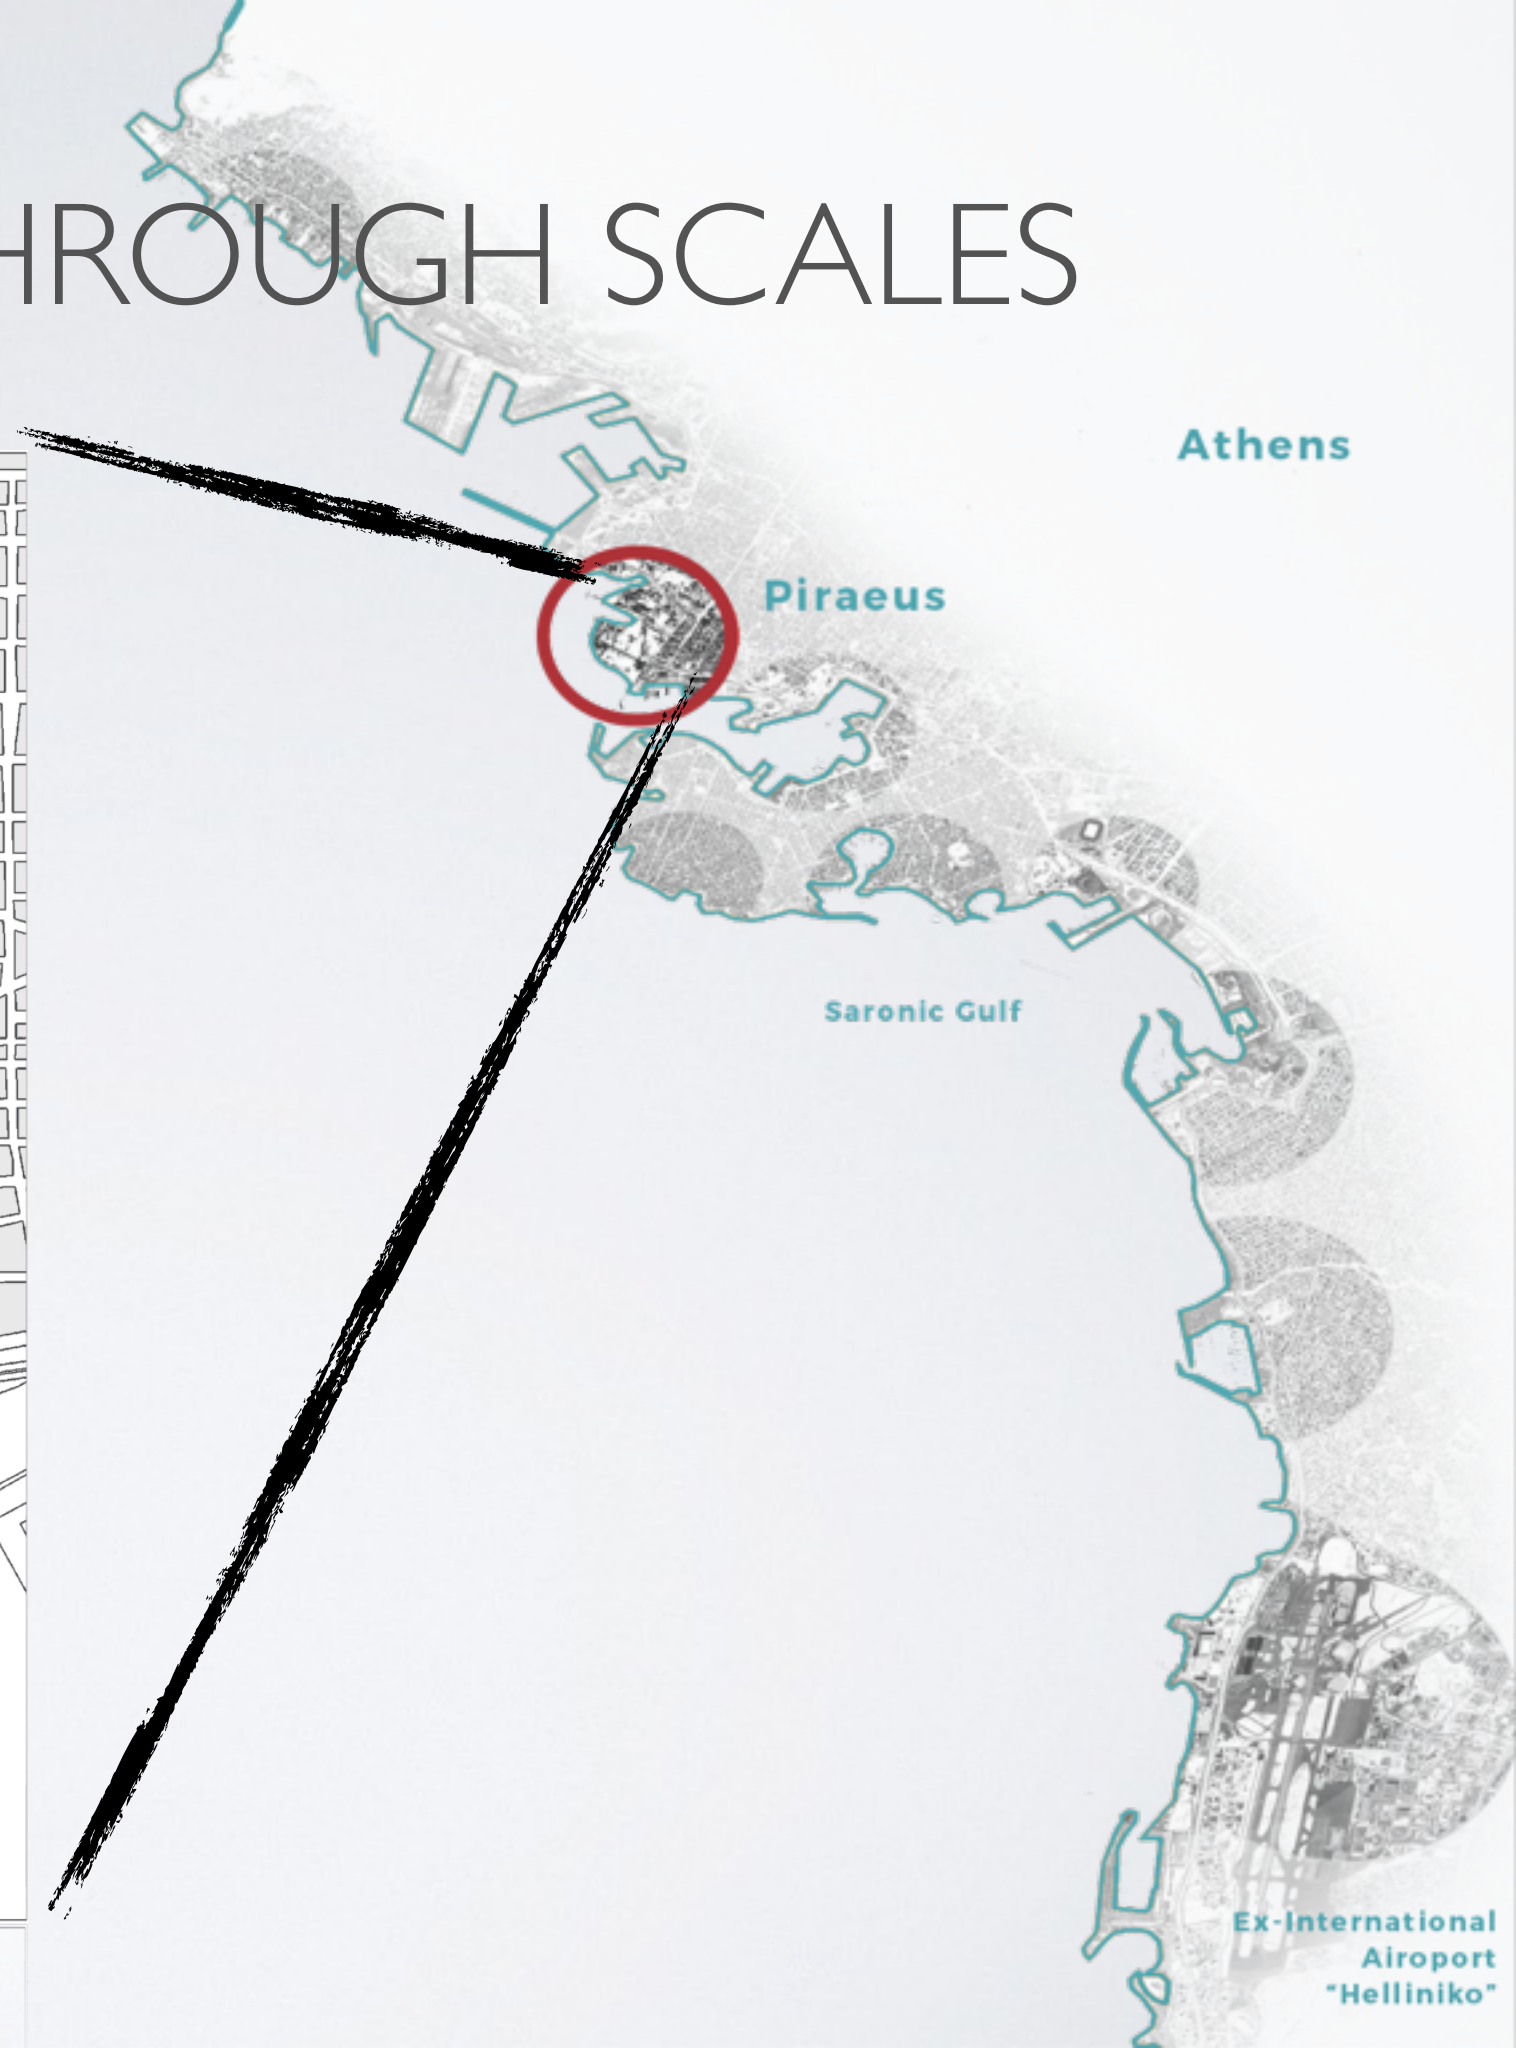 HROUGH SCALES
Athens
Piraeus
Saronic Gulf
Ex-International
Airoport
“Helliniko”